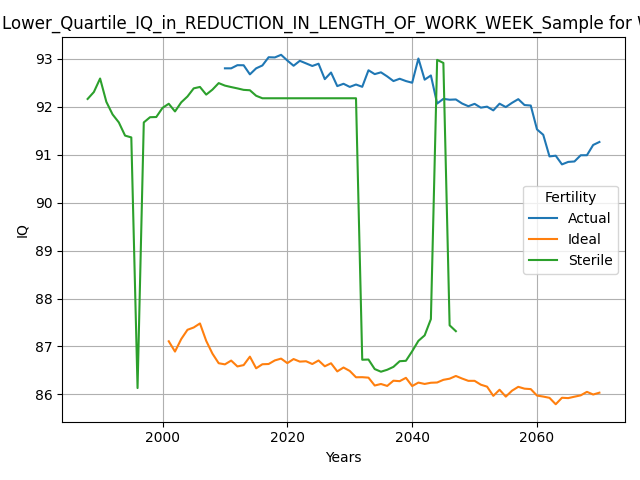 Lower_Quartile_IQ_in_REDUCTION_IN_LENGTH_OF_WORK_WEEK_Sample for
93
92
91
90
89
88
87
86
IQ
Fertility
Actual
Ideal
Sterile
2000
2020
2040
2060
Years